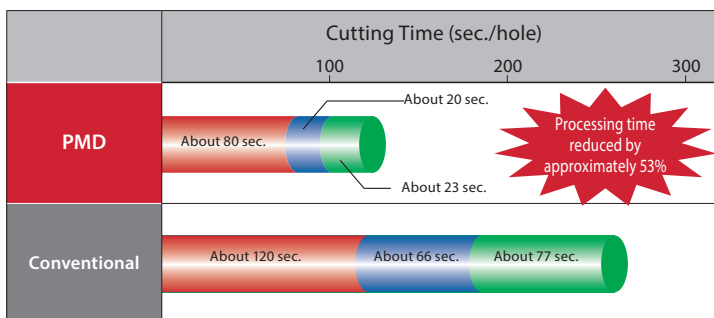 Cutting Time (sec./hole)
100 200 300
PMD
About 80 sec.
About 20 sec.
About 23 sec.
Processing time
reduced by
approximately 53%
Conventional
About 120 sec.
About 66 sec.
About 77 sec.